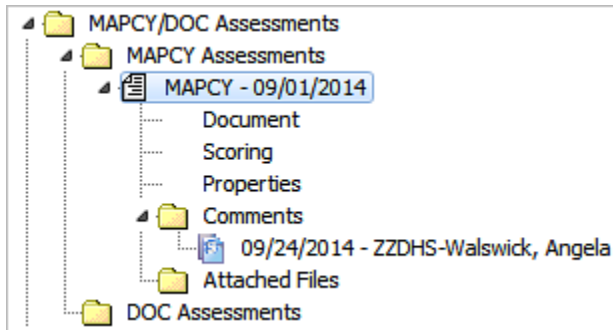 MAPCY/DOC Assessments
MAPCY Assessments
MAPCY - 09/01/2014
Document
Scoring
Properties
Comments
09/24/2014 - ZZDHS-Walswick, Angela
Attached Files
DOC Assessments